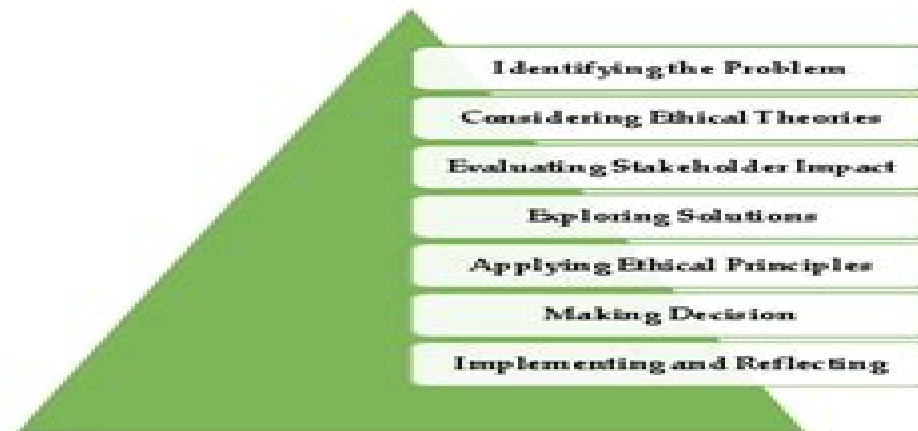 Identifying the Problem
Considering Ethical Theories
Evaluating Stakeholder Impact
Exploring Solutions
Applying Ethical Principles
Making Decision
Implementing and Reflecting